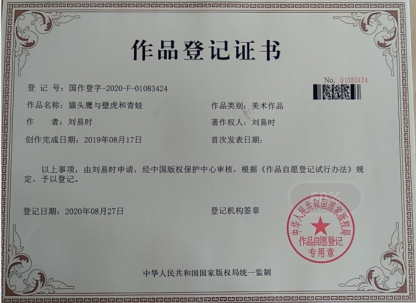 作品登记证书
No. 01083424
登 记 号：国作登字-2020-F-01083424
作品名称：猫头鹰与壁虎和青蛙
作品类别：美术作品
作 者：刘易时
著作权人：刘易时
创作完成日期：2019年08月17日
首次发表日期：
以上事项，由刘易时申请，经中国版权保护中心审核，根据《作品自愿登记试行办法》规
定，予以登记。
登记日期：2020年08月27日
登记机构签章
中华人民共和国国家版权局
作品自愿登记
专用章
中华人民共和国国家版权局统一监制